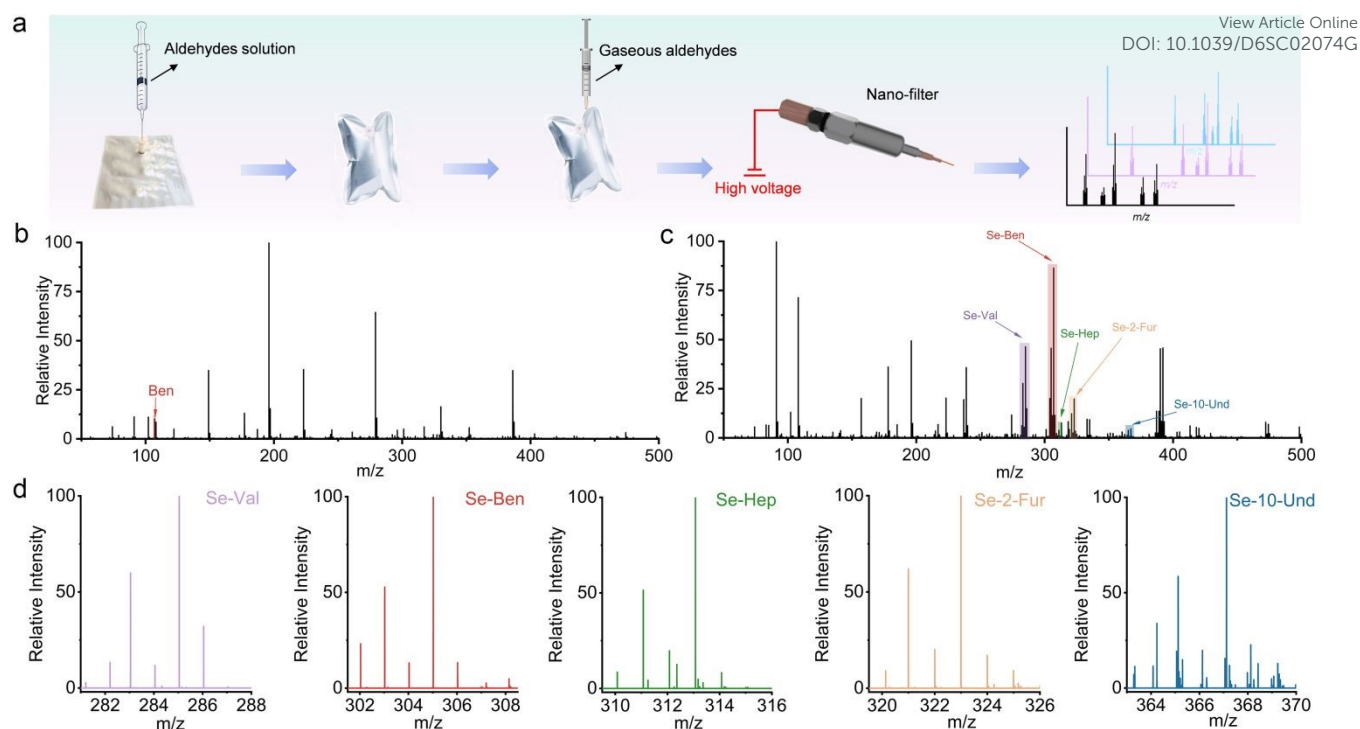 View Article Online
DOI: 10.1039/D6SC02074G
a
Aldehydes solution
Gaseous aldehydes
High voltage
Nano-filter
m/z
m/z
m/z
b
Relative Intensity
100
75
50
25
0
Ben
100
200
300
400
500
m/z
c
Relative Intensity
100
75
50
25
0
Se-Val
Se-Ben
Se-Hep
Se-2-Fur
Se-10-Und
100
200
300
400
500
m/z
d
Relative Intensity
100
50
0
Se-Val
282
284
286
288
m/z
Relative Intensity
100
50
0
Se-Ben
302
304
306
308
m/z
Relative Intensity
100
50
0
Se-Hep
310
312
314
316
m/z
Relative Intensity
100
50
0
Se-2-Fur
320
322
324
326
m/z
Relative Intensity
100
50
0
Se-10-Und
364
366
368
370
m/z